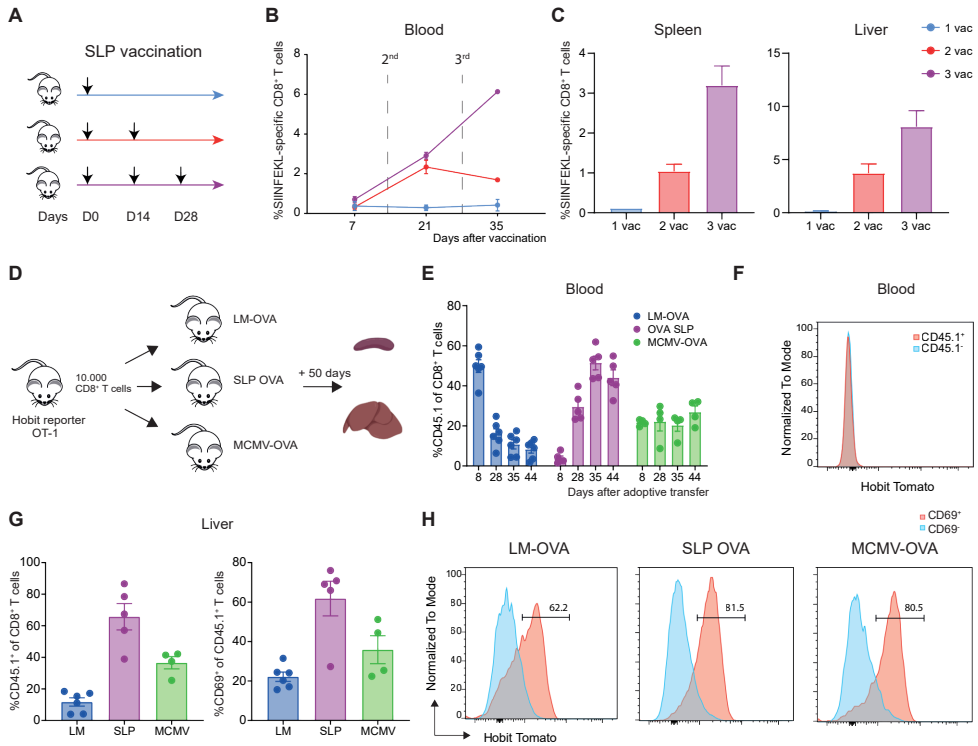 A
SLP vaccination
Days
D0
D14
D28
B
Blood
2nd
3rd
%SIINFEKL-specific CD8+ T cells
8
6
4
2
0
7
21
35
Days after vaccination
C
Spleen
Liver
1 vac
2 vac
3 vac
%SIINFEKL-specific CD8+ T cells
4
3
2
1
0
1 vac
2 vac
3 vac
15
10
5
0
1 vac
2 vac
3 vac
D
Hobit reporter
OT-1
10.000
CD8+ T cells
LM-OVA
SLP OVA
MCMV-OVA
+ 50 days
E
Blood
LM-OVA
OVA SLP
MCMV-OVA
%CD45.1 of CD8+ T cells
80
60
40
20
0
8 28 35 44
8 28 35 44
8 28 35 44
Days after adoptive transfer
F
Blood
CD45.1+
CD45.1-
Normalized To Mode
Hobit Tomato
G
Liver
%CD45.1+ of CD8+ T cells
100
80
60
40
20
0
LM
SLP
MCMV
%CD69+ of CD45.1+ T cells
80
60
40
20
0
LM
SLP
MCMV
H
CD69+
CD69-
LM-OVA
SLP OVA
MCMV-OVA
Normalized To Mode
100
80
60
40
20
0
62.2
81.5
80.5
Hobit Tomato